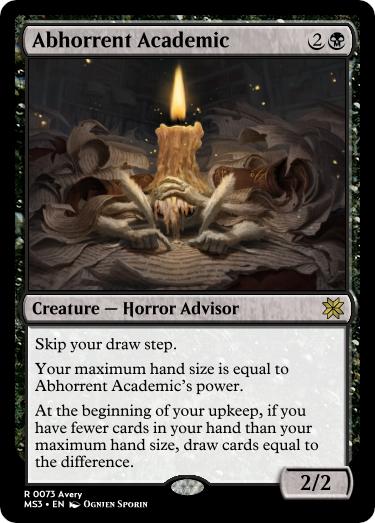 Abhorrent Academic 2
Creature — Horror Advisor
Skip your draw step.
Your maximum hand size is equal to
Abhorrent Academic's power.
At the beginning of your upkeep, if you
have fewer cards in your hand than your
maximum hand size, draw cards equal to
the difference.
2/2
R 0073 Avery
MS3 • EN Ognien Sporin